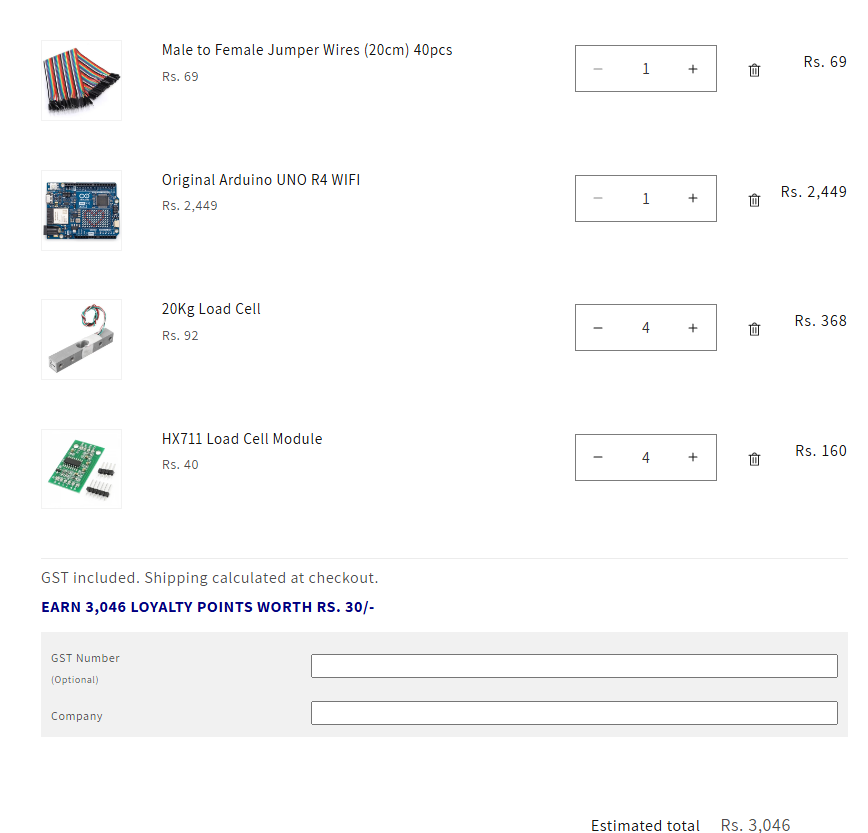 Male to Female Jumper Wires (20cm) 40pcs
Rs. 69
− 1 +
Rs. 69
Original Arduino UNO R4 WIFI
Rs. 2,449
− 1 +
Rs. 2,449
20Kg Load Cell
Rs. 92
− 4 +
Rs. 368
HX711 Load Cell Module
Rs. 40
− 4 +
Rs. 160
GST included. Shipping calculated at checkout.
EARN 3,046 LOYALTY POINTS WORTH RS. 30/-
GST Number
(Optional)
Company
Estimated total Rs. 3,046